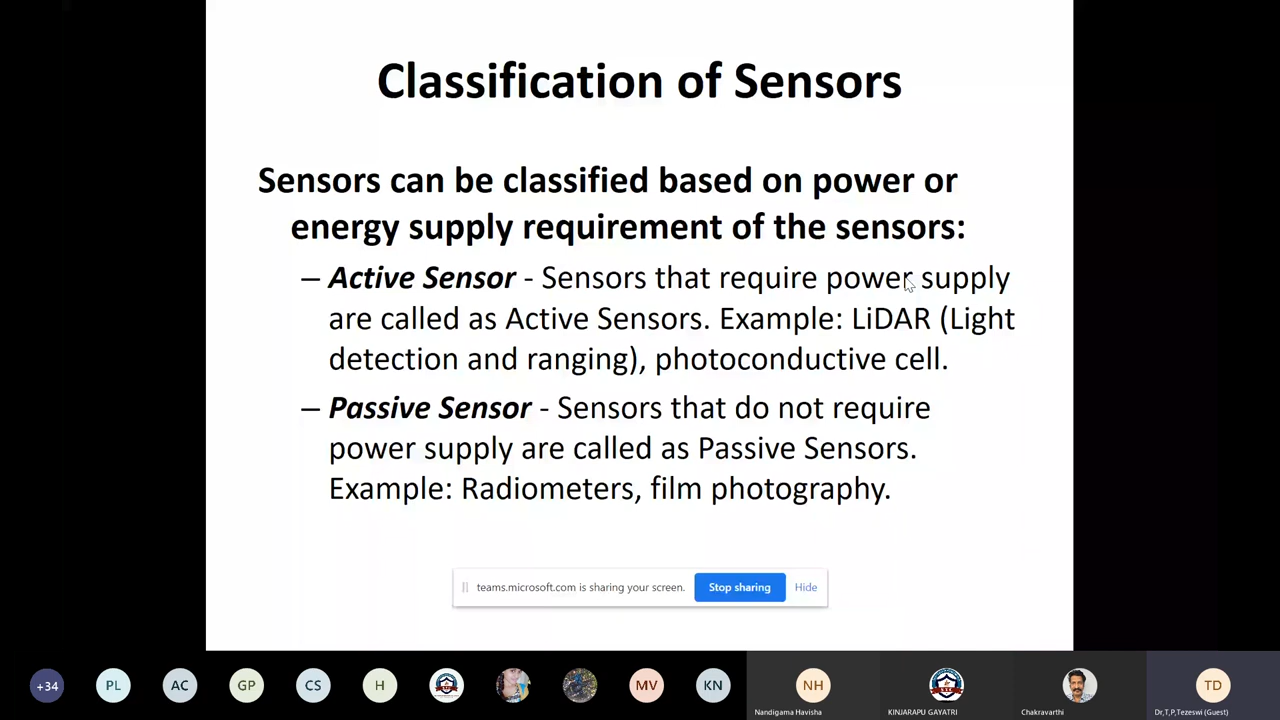 Classification of Sensors
Sensors can be classified based on power or
energy supply requirement of the sensors:
– Active Sensor - Sensors that require power supply
are called as Active Sensors. Example: LiDAR (Light
detection and ranging), photoconductive cell.
– Passive Sensor - Sensors that do not require
power supply are called as Passive Sensors.
Example: Radiometers, film photography.
teams.microsoft.com is sharing your screen. Stop sharing Hide
+34 PL AC GP CS H MV KN NH TD
Nandigama Havisha KINJARAPU GAYATRI Chakravarthi Dr,T,P,Tezeswi (Guest)